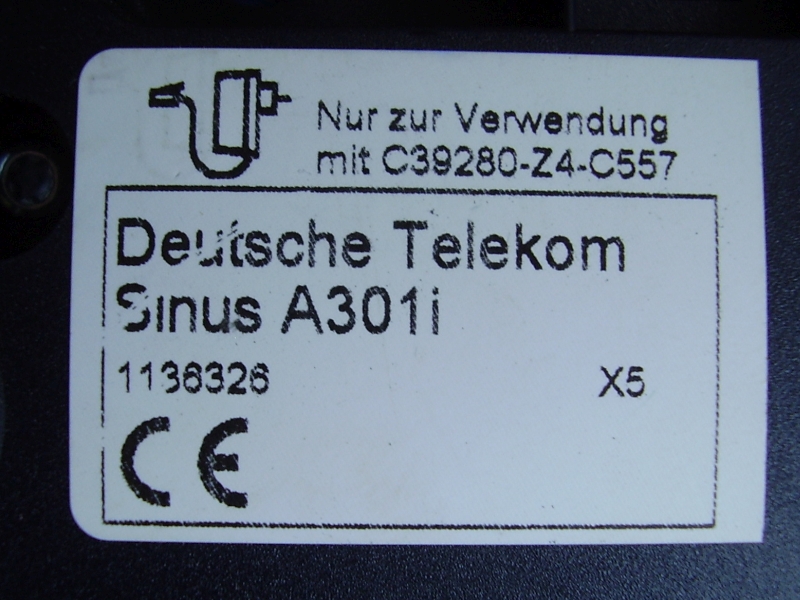 Nur zur Verwendung
mit C39280-Z4-C557
Deutsche Telekom
Sinus A301i
1136326 X5
CE